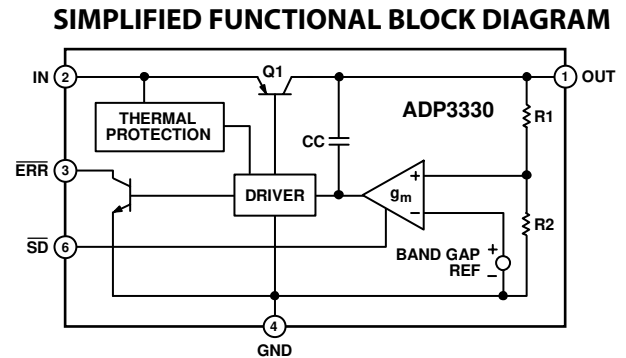 SIMPLIFIED FUNCTIONAL BLOCK DIAGRAM
IN 2
Q1
1 OUT
THERMAL
PROTECTION
ADP3330
R1
CC
ERR 3
DRIVER
gm
+
−
R2
SD 6
BAND GAP
REF
+
−
4
GND